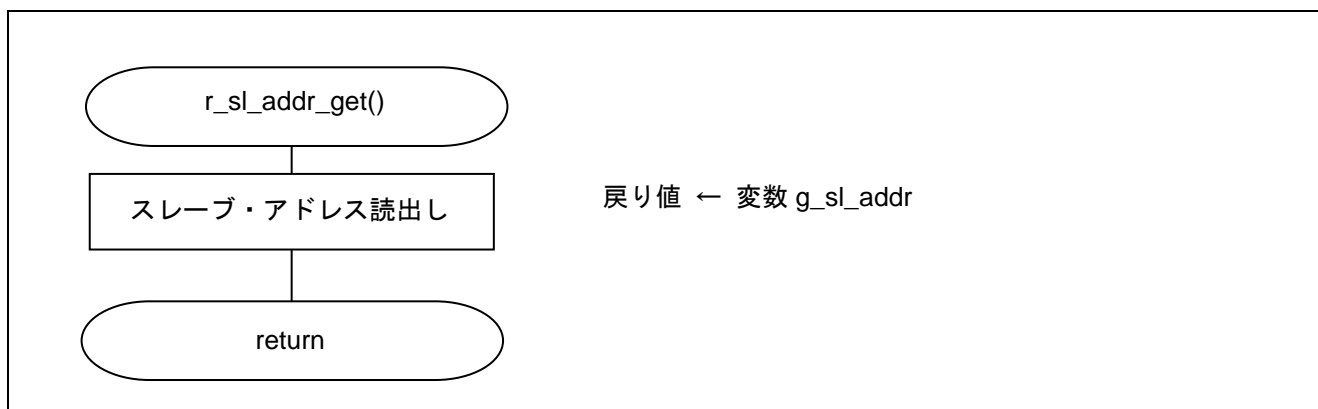 r_sl_addr_get()
スレーブ・アドレス読出し
戻り値 ← 変数 g_sl_addr
return